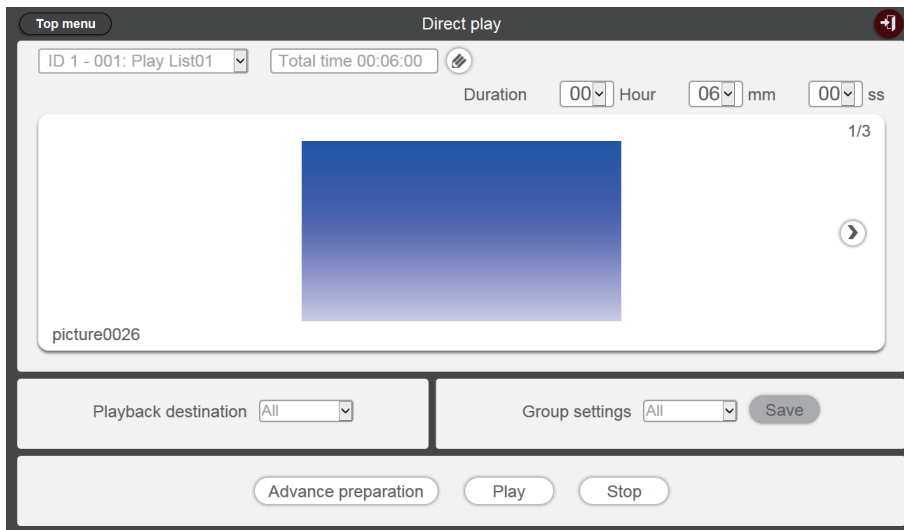 Top menu
Direct play
ID 1 - 001: Play List01
Total time 00:06:00
Duration 00 Hour 06 mm 00 ss
1/3
picture0026
Playback destination All
Group settings All Save
Advance preparation Play Stop